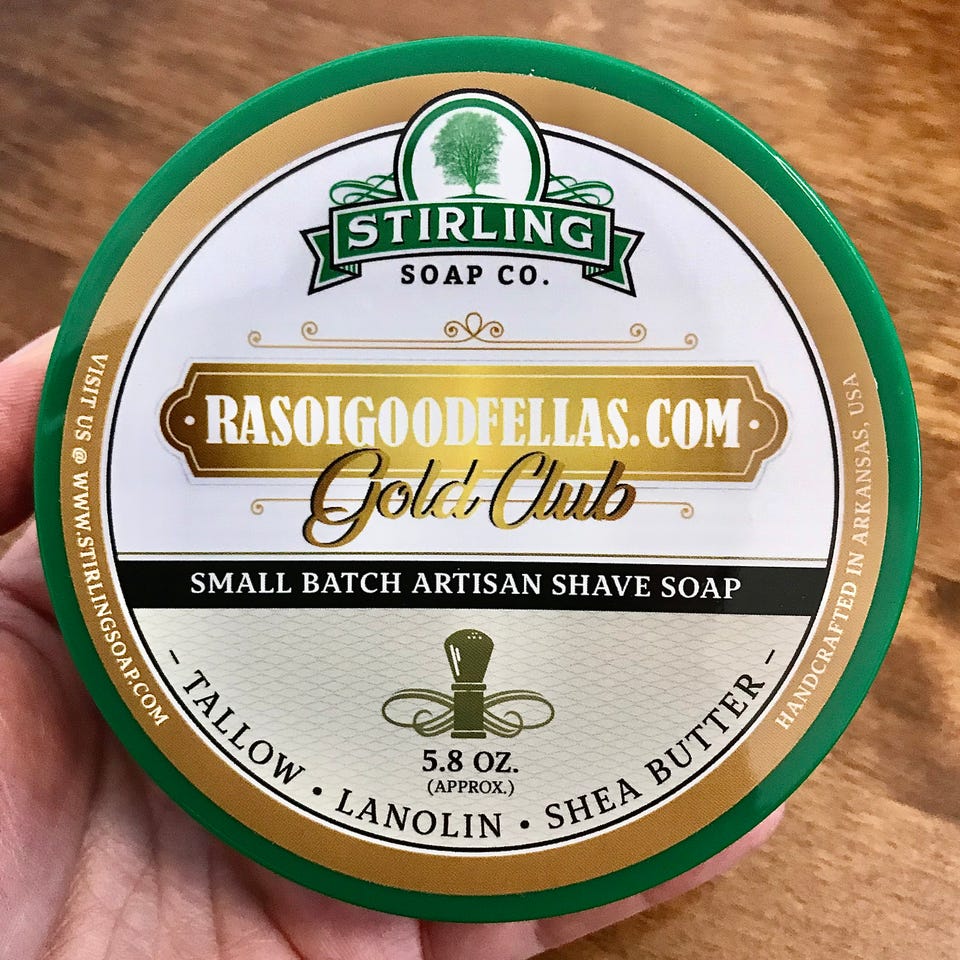 STIRLING
SOAP CO.
RASOIGOODFELLAS.COM
Gold Club
SMALL BATCH ARTISAN SHAVE SOAP
5.8 OZ.
(APPROX.)
- TALLOW • LANOLIN • SHEA BUTTER -
VISIT US @ WWW.STIRLINGSOAP.COM
HANDCRAFTED IN ARKANSAS, USA